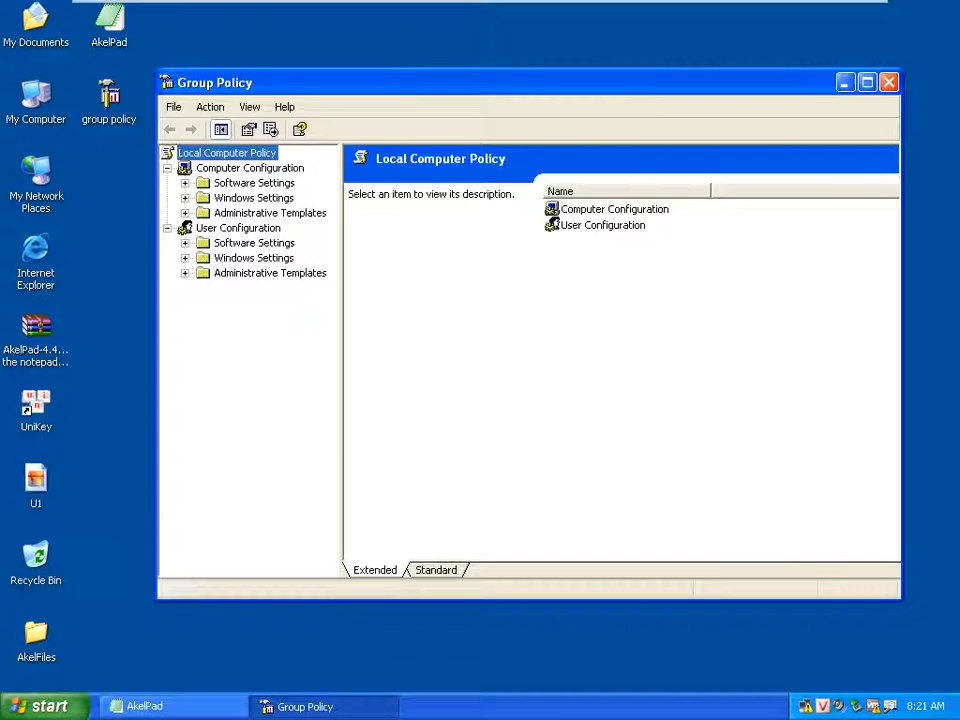 My Documents
AkelPad
My Computer
group policy
My Network
Places
Internet
Explorer
AkelPad-4.4...
the notepad...
UniKey
U1
Recycle Bin
AkelFiles
Group Policy
File Action View Help
Local Computer Policy
Computer Configuration
Software Settings
Windows Settings
Administrative Templates
User Configuration
Software Settings
Windows Settings
Administrative Templates
Local Computer Policy
Select an item to view its description.
Name
Computer Configuration
User Configuration
Extended Standard
start AkelPad Group Policy V 8:21 AM